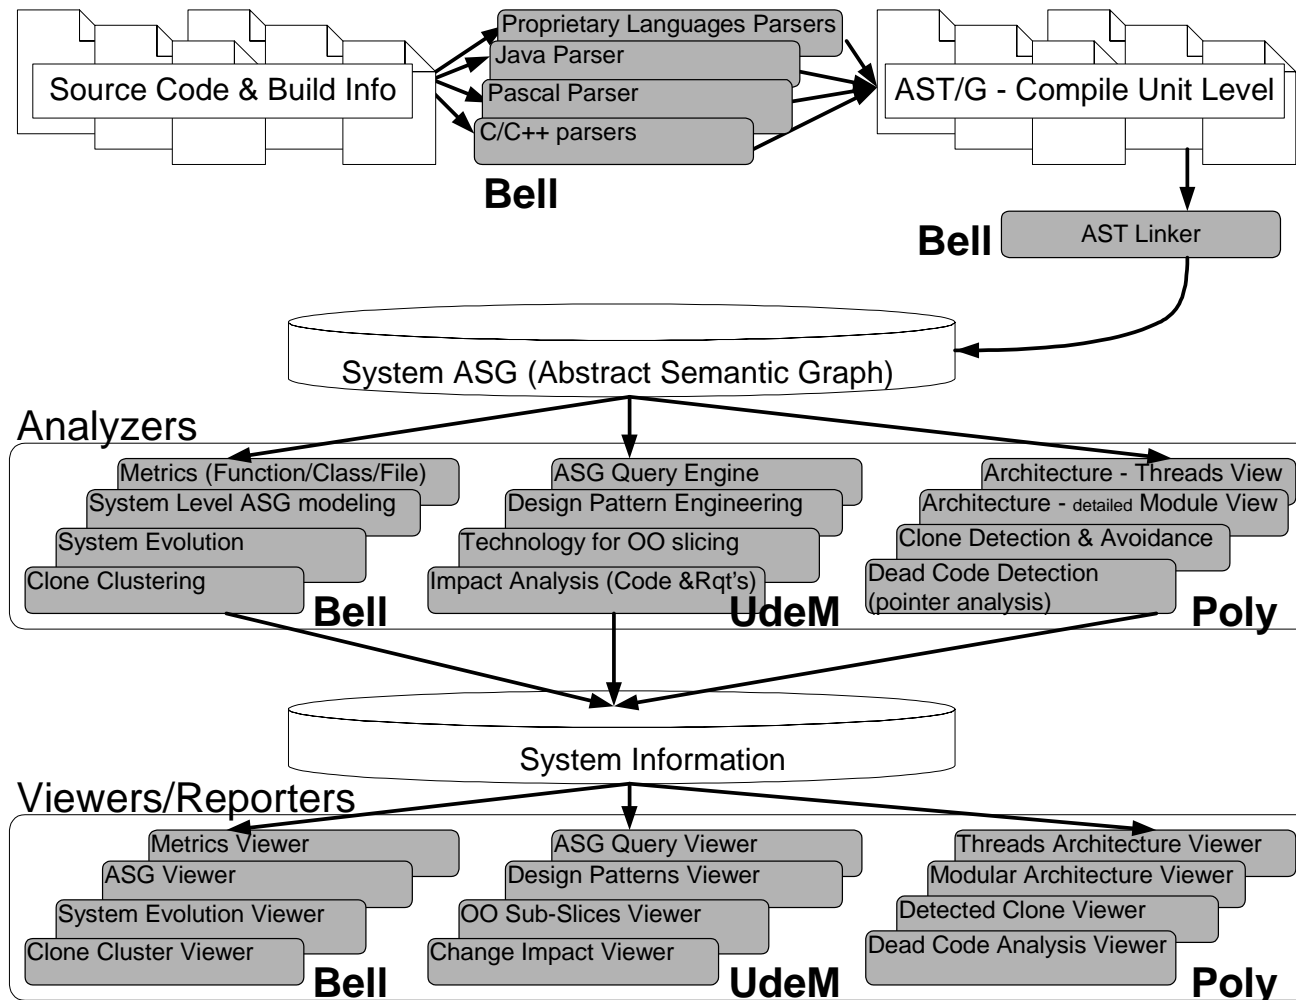 Proprietary Languages Parsers
Java Parser
Pascal Parser
C/C++ parsers
Source Code & Build Info
AST/G - Compile Unit Level
Bell
Bell
AST Linker
System ASG (Abstract Semantic Graph)
Analyzers
Metrics (Function/Class/File)
System Level ASG modeling
System Evolution
Clone Clustering
Bell
ASG Query Engine
Design Pattern Engineering
Technology for OO slicing
Impact Analysis (Code &Rqt's)
UdeM
Architecture - Threads View
Architecture - detailed Module View
Clone Detection & Avoidance
Dead Code Detection
(pointer analysis)
Poly
System Information
Viewers/Reporters
Metrics Viewer
ASG Viewer
System Evolution Viewer
Clone Cluster Viewer
Bell
ASG Query Viewer
Design Patterns Viewer
OO Sub-Slices Viewer
Change Impact Viewer
UdeM
Threads Architecture Viewer
Modular Architecture Viewer
Detected Clone Viewer
Dead Code Analysis Viewer
Poly